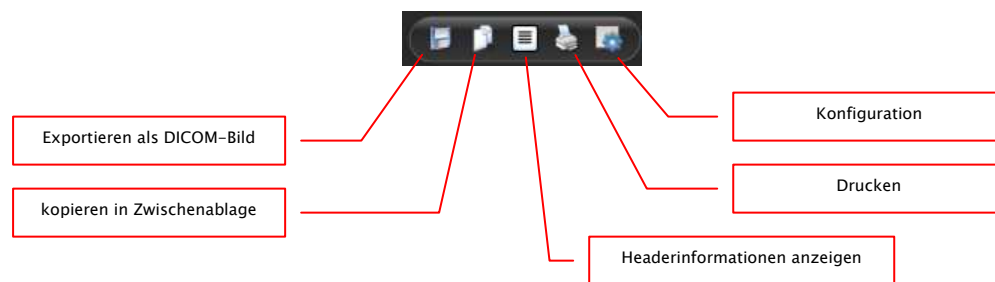 Exportieren als DICOM-Bild
kopieren in Zwischenablage
Konfiguration
Drucken
Headerinformationen anzeigen